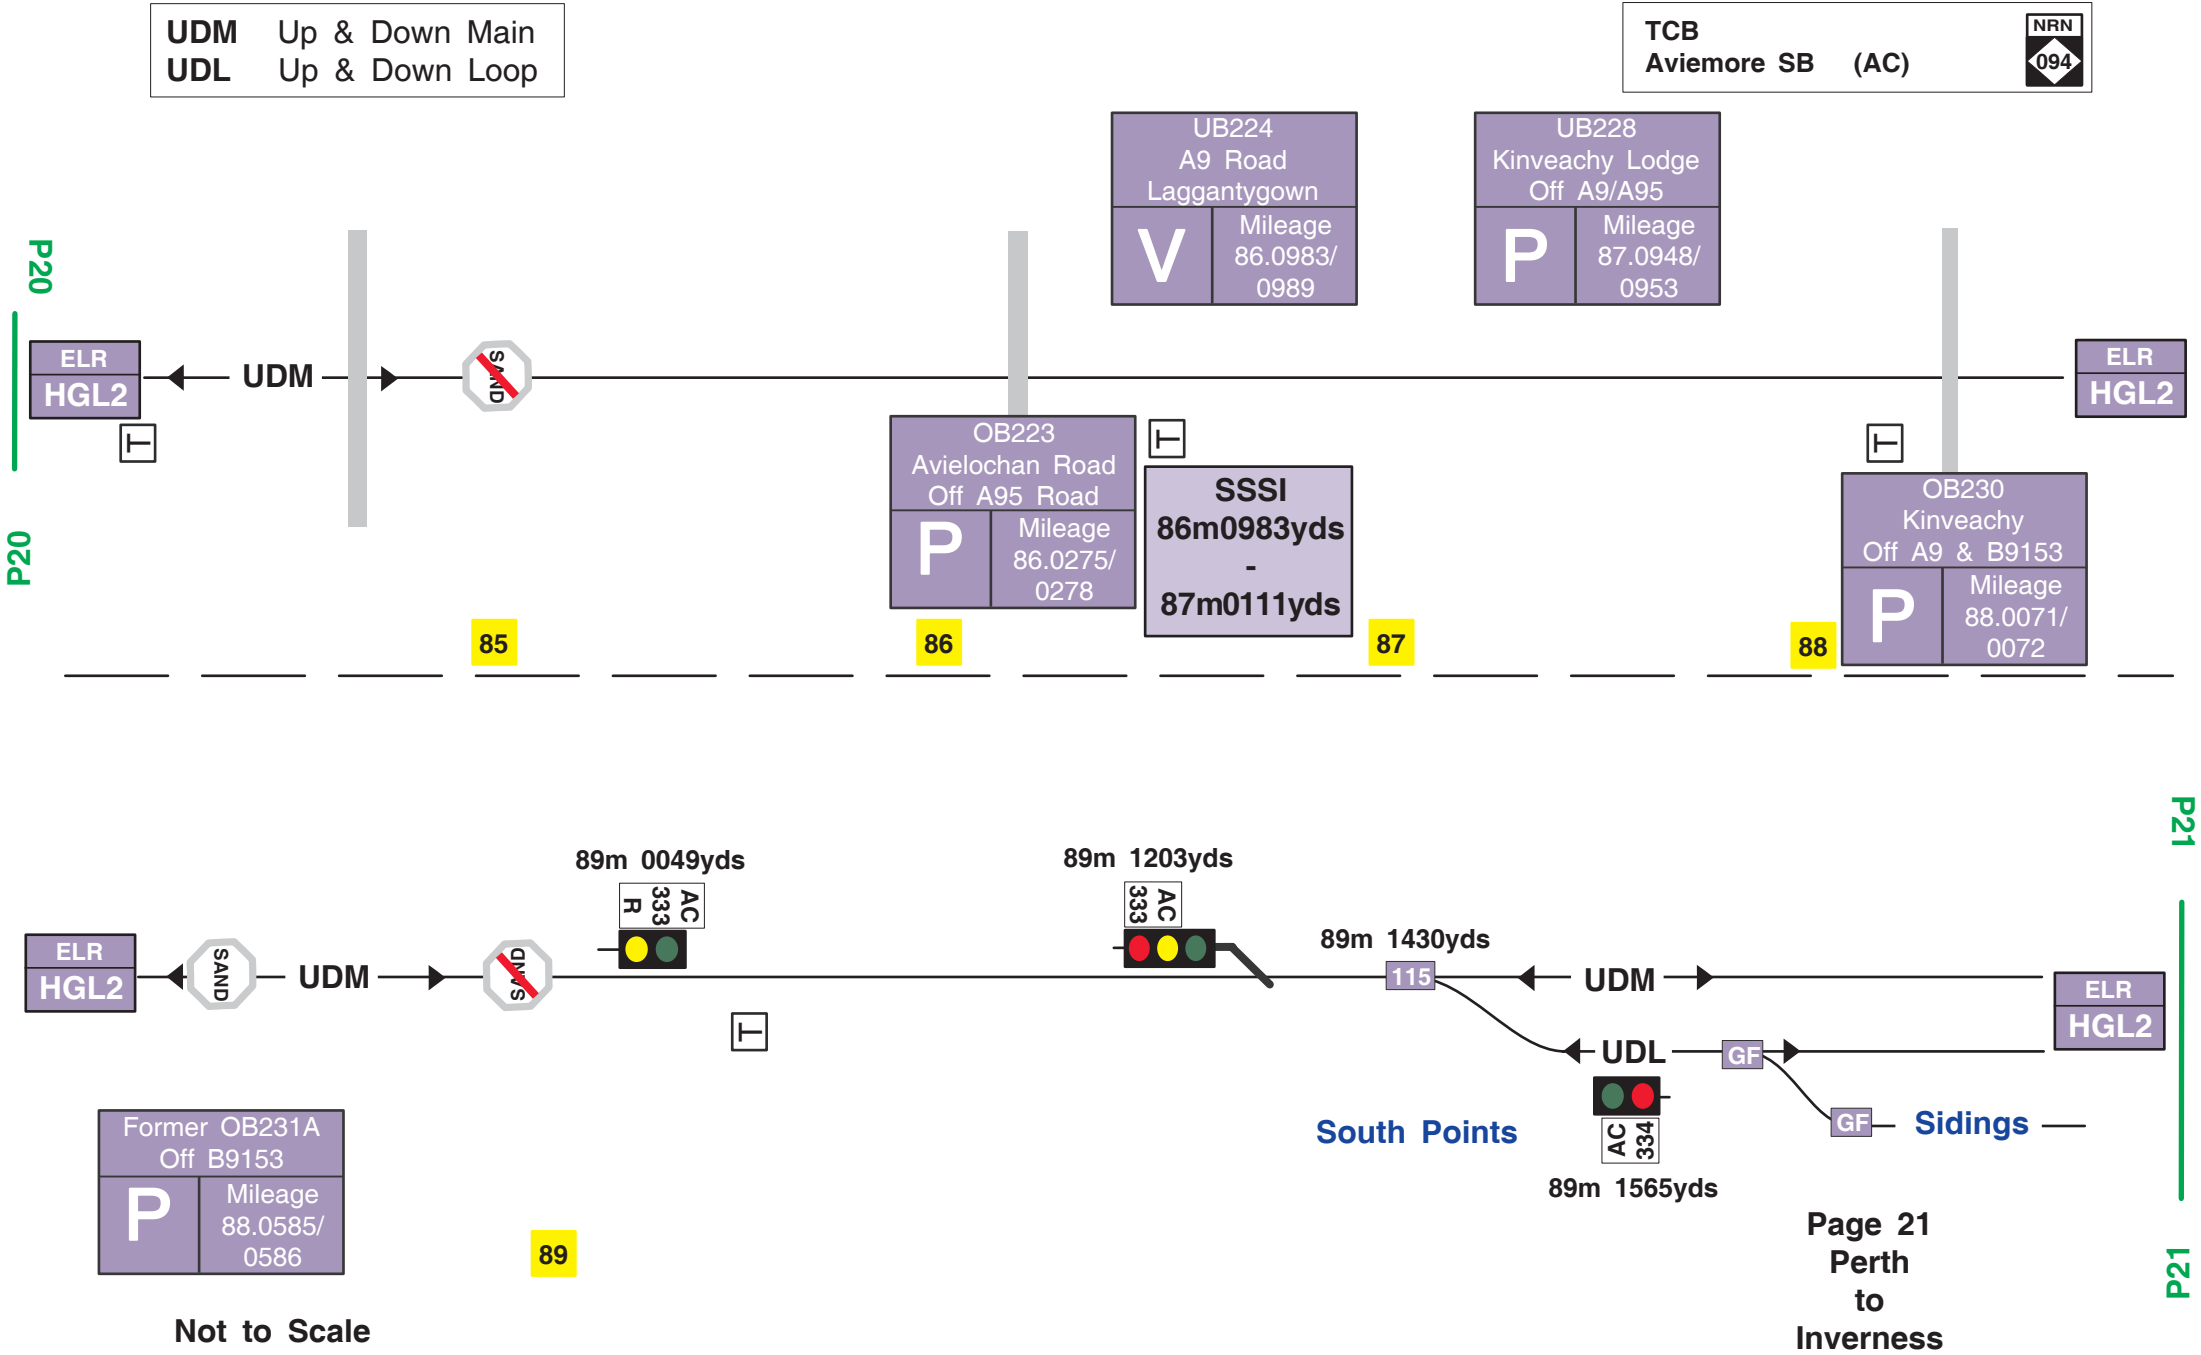 UDM Up & Down Main
UDL Up & Down Loop
TCB
Aviemore SB (AC)
NRN
094
UB224
A9 Road
Laggantygown
V
Mileage
86.0983/
0989
UB228
Kinveachy Lodge
Off A9/A95
P
Mileage
87.0948/
0953
P20
ELR
HGL2
UDM
SAND
ELR
HGL2
T
T
T
P20
OB223
Avielochan Road
Off A95 Road
P
Mileage
86.0275/
0278
SSSI
86m0983yds
-
87m0111yds
OB230
Kinveachy
Off A9 & B9153
P
Mileage
88.0071/
0072
85
86
87
88
P21
89m 0049yds
AC
333
R
89m 1203yds
AC
333
89m 1430yds
ELR
HGL2
SAND
UDM
SAND
115
UDM
ELR
HGL2
T
UDL
GF
AC
334
89m 1565yds
South Points
GF
Sidings
Former OB231A
Off B9153
P
Mileage
88.0585/
0586
89
P21
Page 21
Perth
to
Inverness
Not to Scale